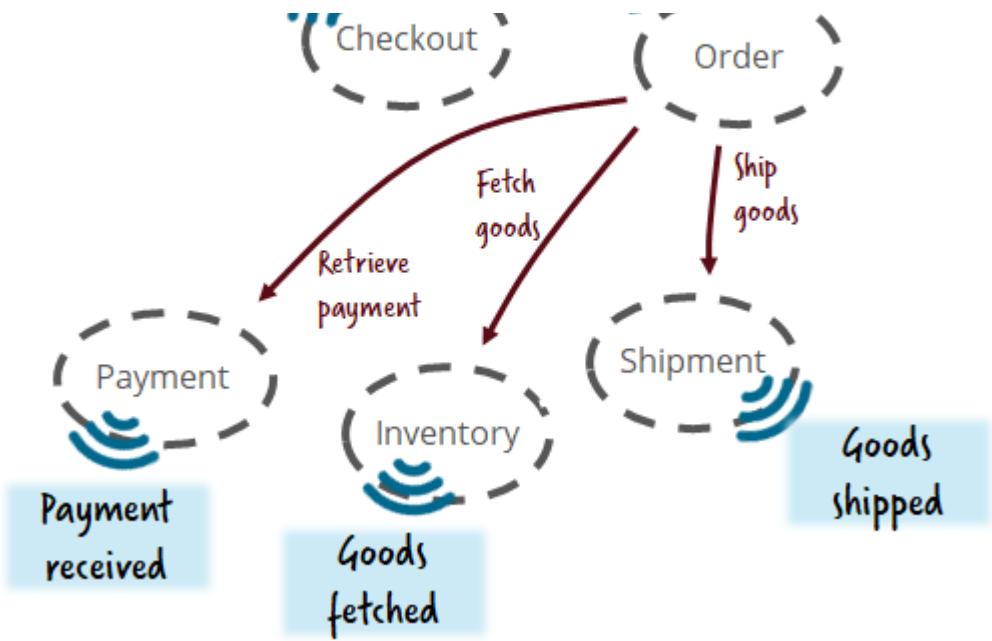 Checkout
Order
Fetch
goods
Ship
goods
Retrieve
payment
Payment
Inventory
Shipment
Payment
received
Goods
fetched
Goods
shipped